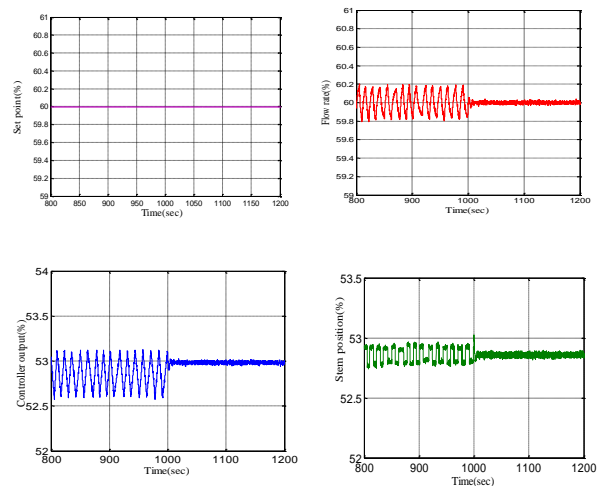 61
60.8
60.6
60.4
60.2
60
59.8
59.6
59.4
59.2
59
Set point(%)
800 850 900 950 1000 1050 1100 1150 1200
Time(sec)
61
60.8
60.6
60.4
60.2
60
59.8
59.6
59.4
59.2
59
Flow rat(%)
800 900 1000 1100 1200
Time(sec)
54
53.5
53
52.5
52
Controller output(%)
800 900 1000 1100 1200
Time(sec)
53.5
53
52.5
52
Stem position(%)
800 900 1000 1100 1200
Time(sec)